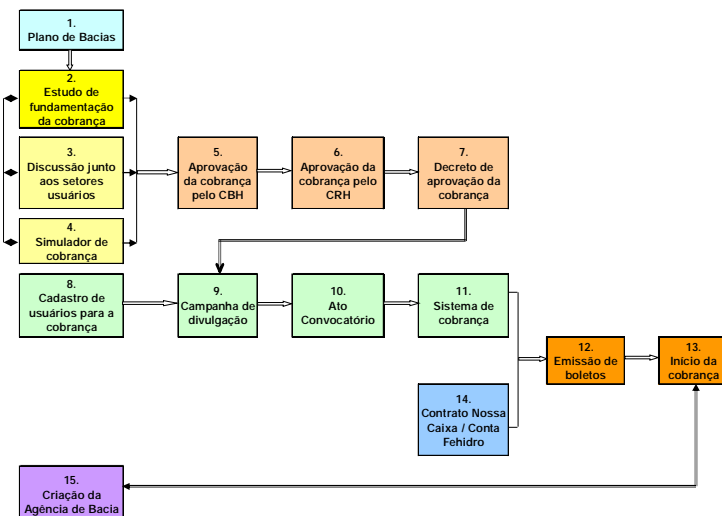 1.
Plano de Bacias
2.
Estudo de
fundamentação
da cobrança
3.
Discussão junto
aos setores
usuários
4.
Simulador de
cobrança
5.
Aprovação
da cobrança
pelo CBH
6.
Aprovação da
cobrança pelo
CRH
7.
Decreto de
aprovação da
cobrança
8.
Cadastro de
usuários para a
cobrança
9.
Campanha de
divulgação
10.
Ato
Convocatório
11.
Sistema de
cobrança
12.
Emissão de
boletos
13.
Início da
cobrança
14.
Contrato Nossa
Caixa / Conta
Fehidro
15.
Criação da
Agência de Bacia